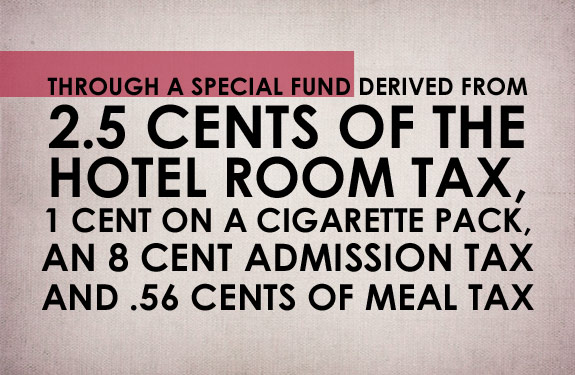 THROUGH A SPECIAL FUND DERIVED FROM
2.5 CENTS OF THE
HOTEL ROOM TAX,
1 CENT ON A CIGARETTE PACK,
AN 8 CENT ADMISSION TAX
AND .56 CENTS OF MEAL TAX